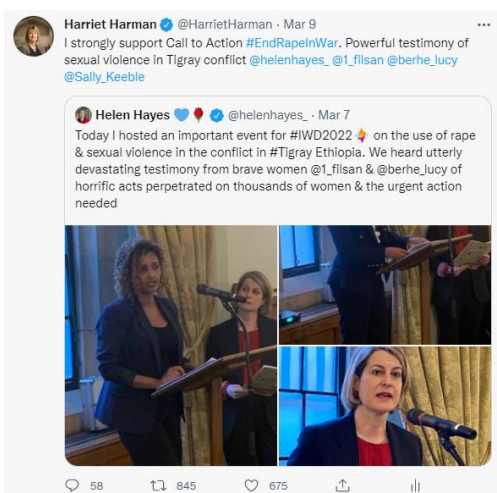 Harriet Harman @HarrietHarman · Mar 9
I strongly support Call to Action #EndRapeInWar. Powerful testimony of
sexual violence in Tigray conflict @helenhayes_ @1_filsan @berhe_lucy
@Sally_Keeble
Helen Hayes 💙🌹 @helenhayes_ · Mar 7
Today I hosted an important event for #IWD2022 on the use of rape
& sexual violence in the conflict in #Tigray Ethiopia. We heard utterly
devastating testimony from brave women @1_filsan & @berhe_lucy of
horrific acts perpetrated on thousands of women & the urgent action
needed
58 845 675